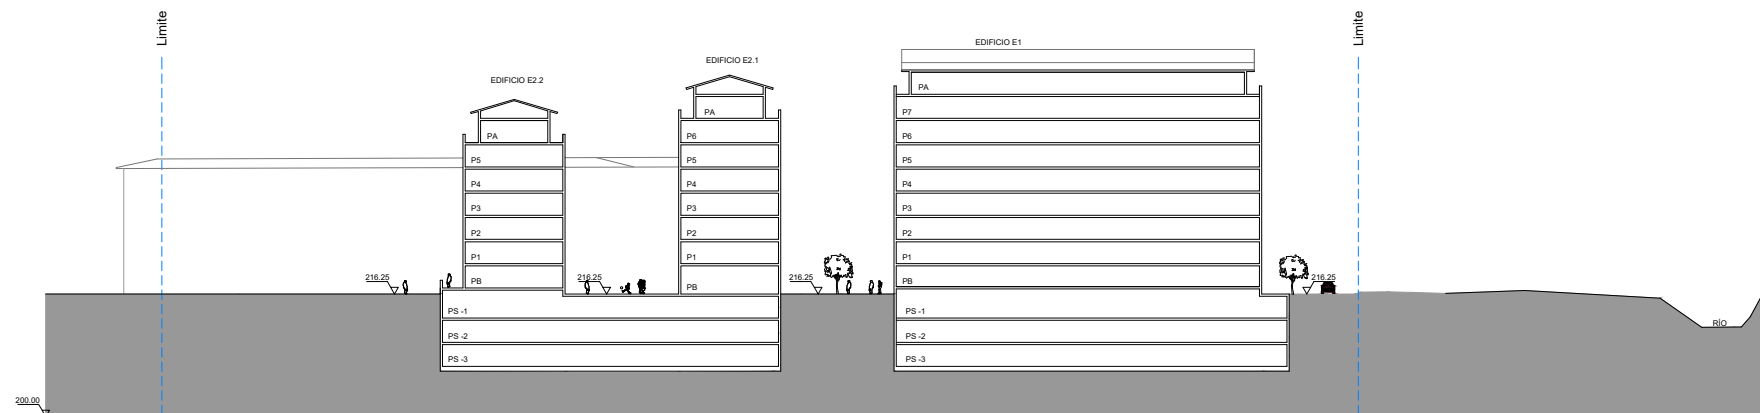 Limite
EDIFICIO E2.2
EDIFICIO E2.1
EDIFICIO E1
Limite
PA
P5
P4
P3
P2
P1
PB
PA
P6
P5
P4
P3
P2
P1
PB
PA
P7
P6
P5
P4
P3
P2
P1
PB
216.25
216.25
216.25
216.25
PS -1
PS -2
PS -3
PS -1
PS -2
PS -3
RÍO
200.00